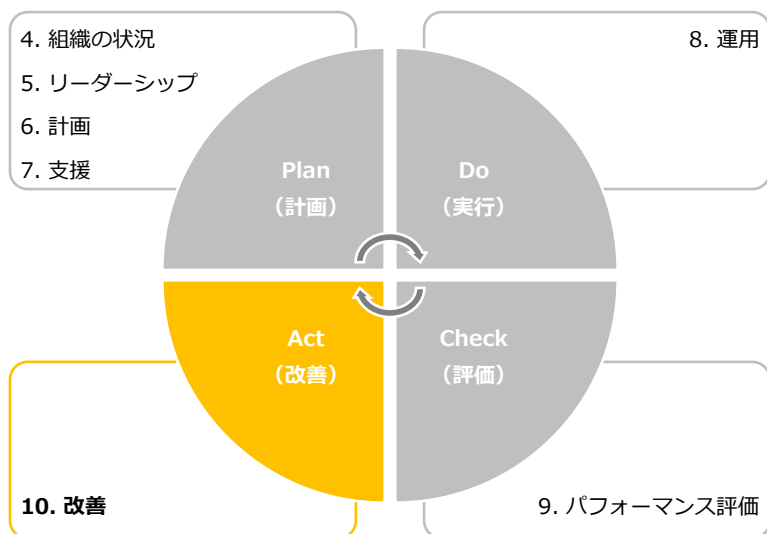 4. 組織の状況
5. リーダーシップ
6. 計画
7. 支援
8. 運用
Plan
（計画）
Do
（実行）
Act
（改善）
Check
（評価）
10. 改善
9. パフォーマンス評価